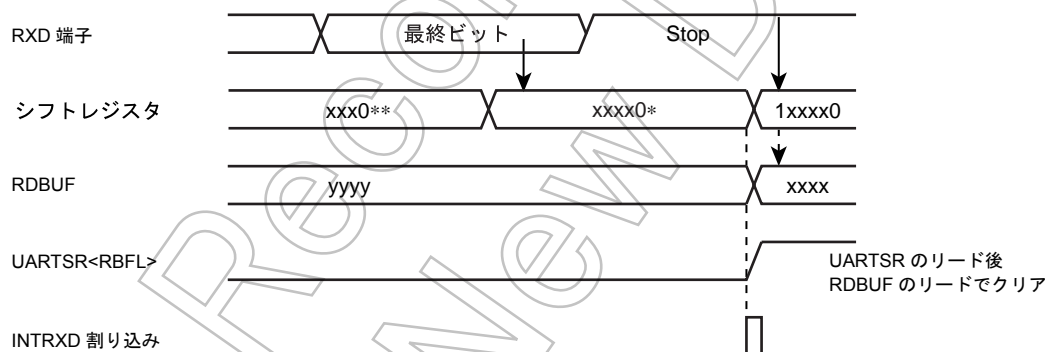 RXD 端子 最終ビット Stop
シフトレジスタ xxx0** xxxx0* 1xxxx0
RDBUF yyyy xxxx
UARTSR<RBFL>
UARTSR のリード後
RDBUF のリードでクリア
INTRXD 割り込み